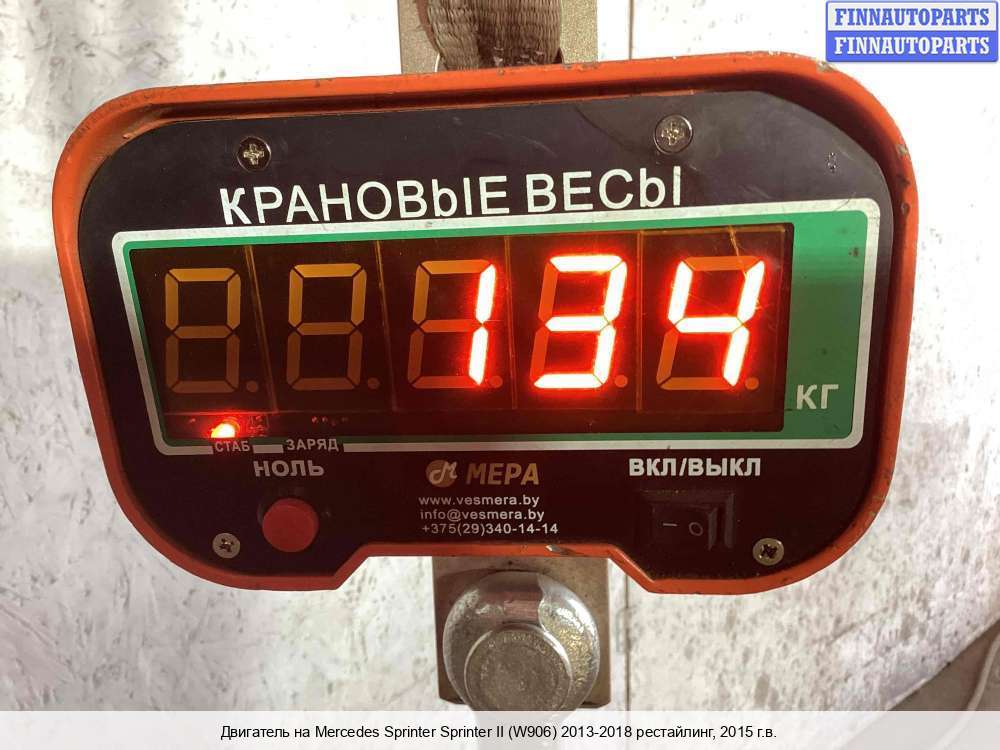 FINNAUTOPARTS
FINNAUTOPARTS
КРАНОВЫЕ ВЕСЫ
134
КГ
СТАБ ЗАРЯД
НОЛЬ
МЕРА
ВКЛ/ВЫКЛ
www.vesmera.by
info@vesmera.by
+375(29)340-14-14
Двигатель на Mercedes Sprinter Sprinter II (W906) 2013-2018 рестайлинг, 2015 г.в.